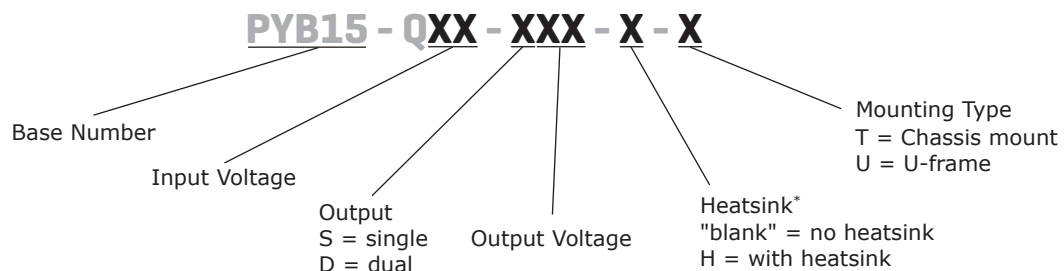 PYB15 - QXX - XXX - X - X
Base Number
Input Voltage
Output
S = single
D = dual
Output Voltage
Heatsink*
"blank" = no heatsink
H = with heatsink
Mounting Type
T = Chassis mount
U = U-frame